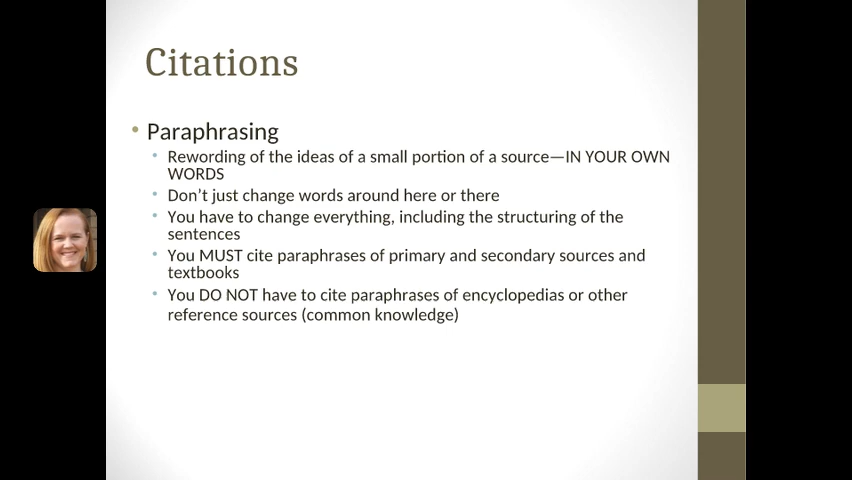 Citations
Paraphrasing
Rewording of the ideas of a small portion of a source—IN YOUR OWN
WORDS
Don’t just change words around here or there
You have to change everything, including the structuring of the
sentences
You MUST cite paraphrases of primary and secondary sources and
textbooks
You DO NOT have to cite paraphrases of encyclopedias or other
reference sources (common knowledge)